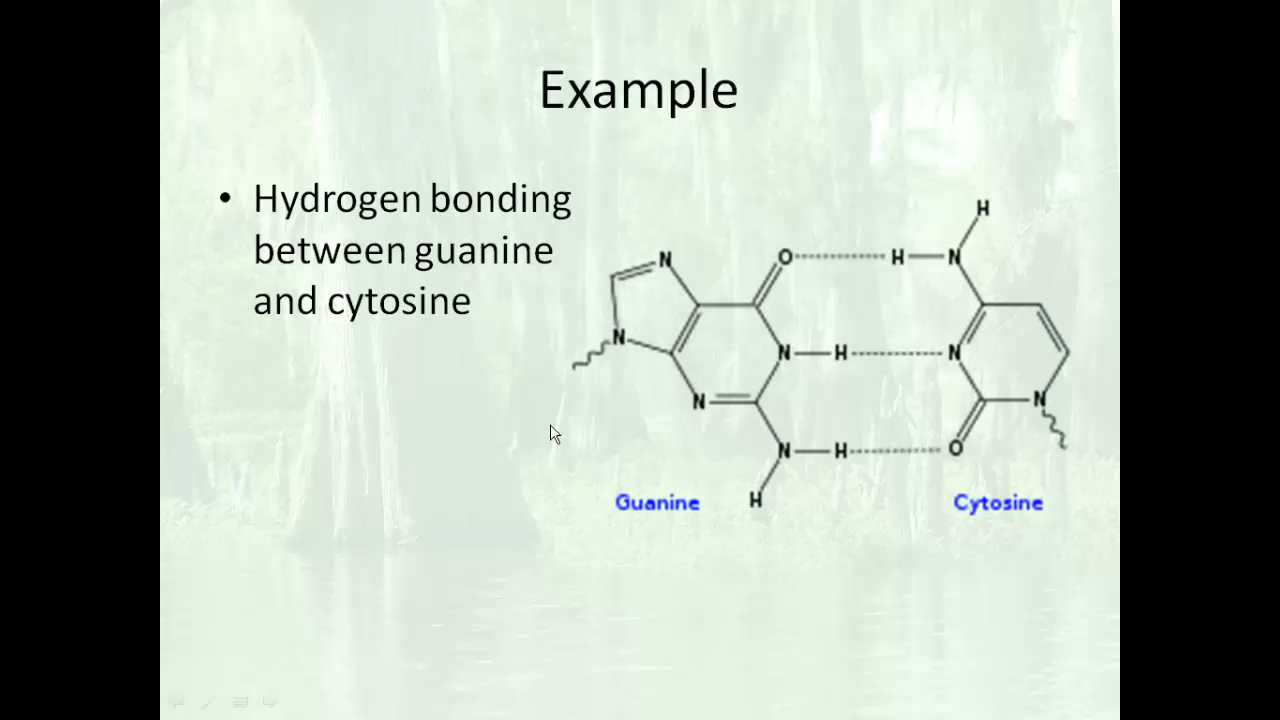 Example
• Hydrogen bonding
between guanine
and cytosine
H
N O H N
N N H N
N N
N H O
H
Guanine Cytosine